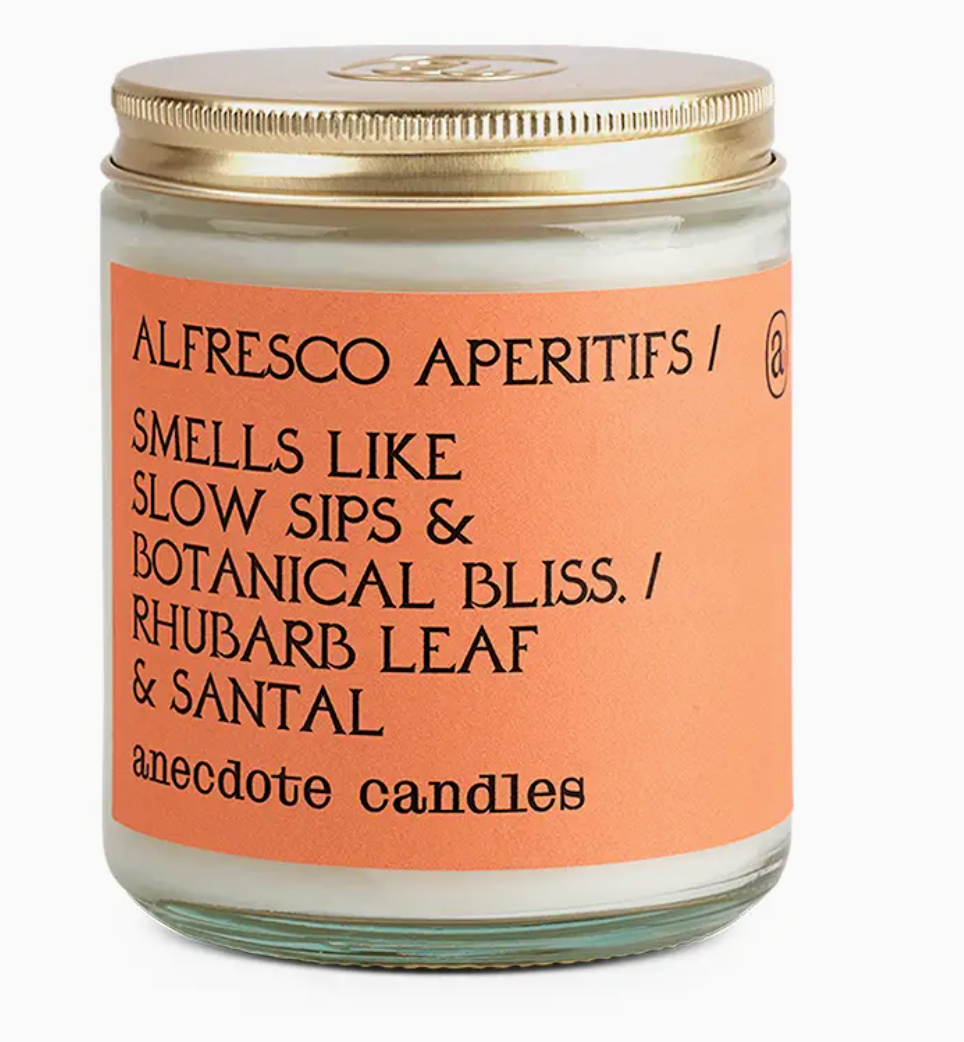 ALFRESCO APERITIFS /
@
SMELLS LIKE
SLOW SIPS &
BOTANICAL BLISS. /
RHUBARB LEAF
& SANTAL
anecdote candles